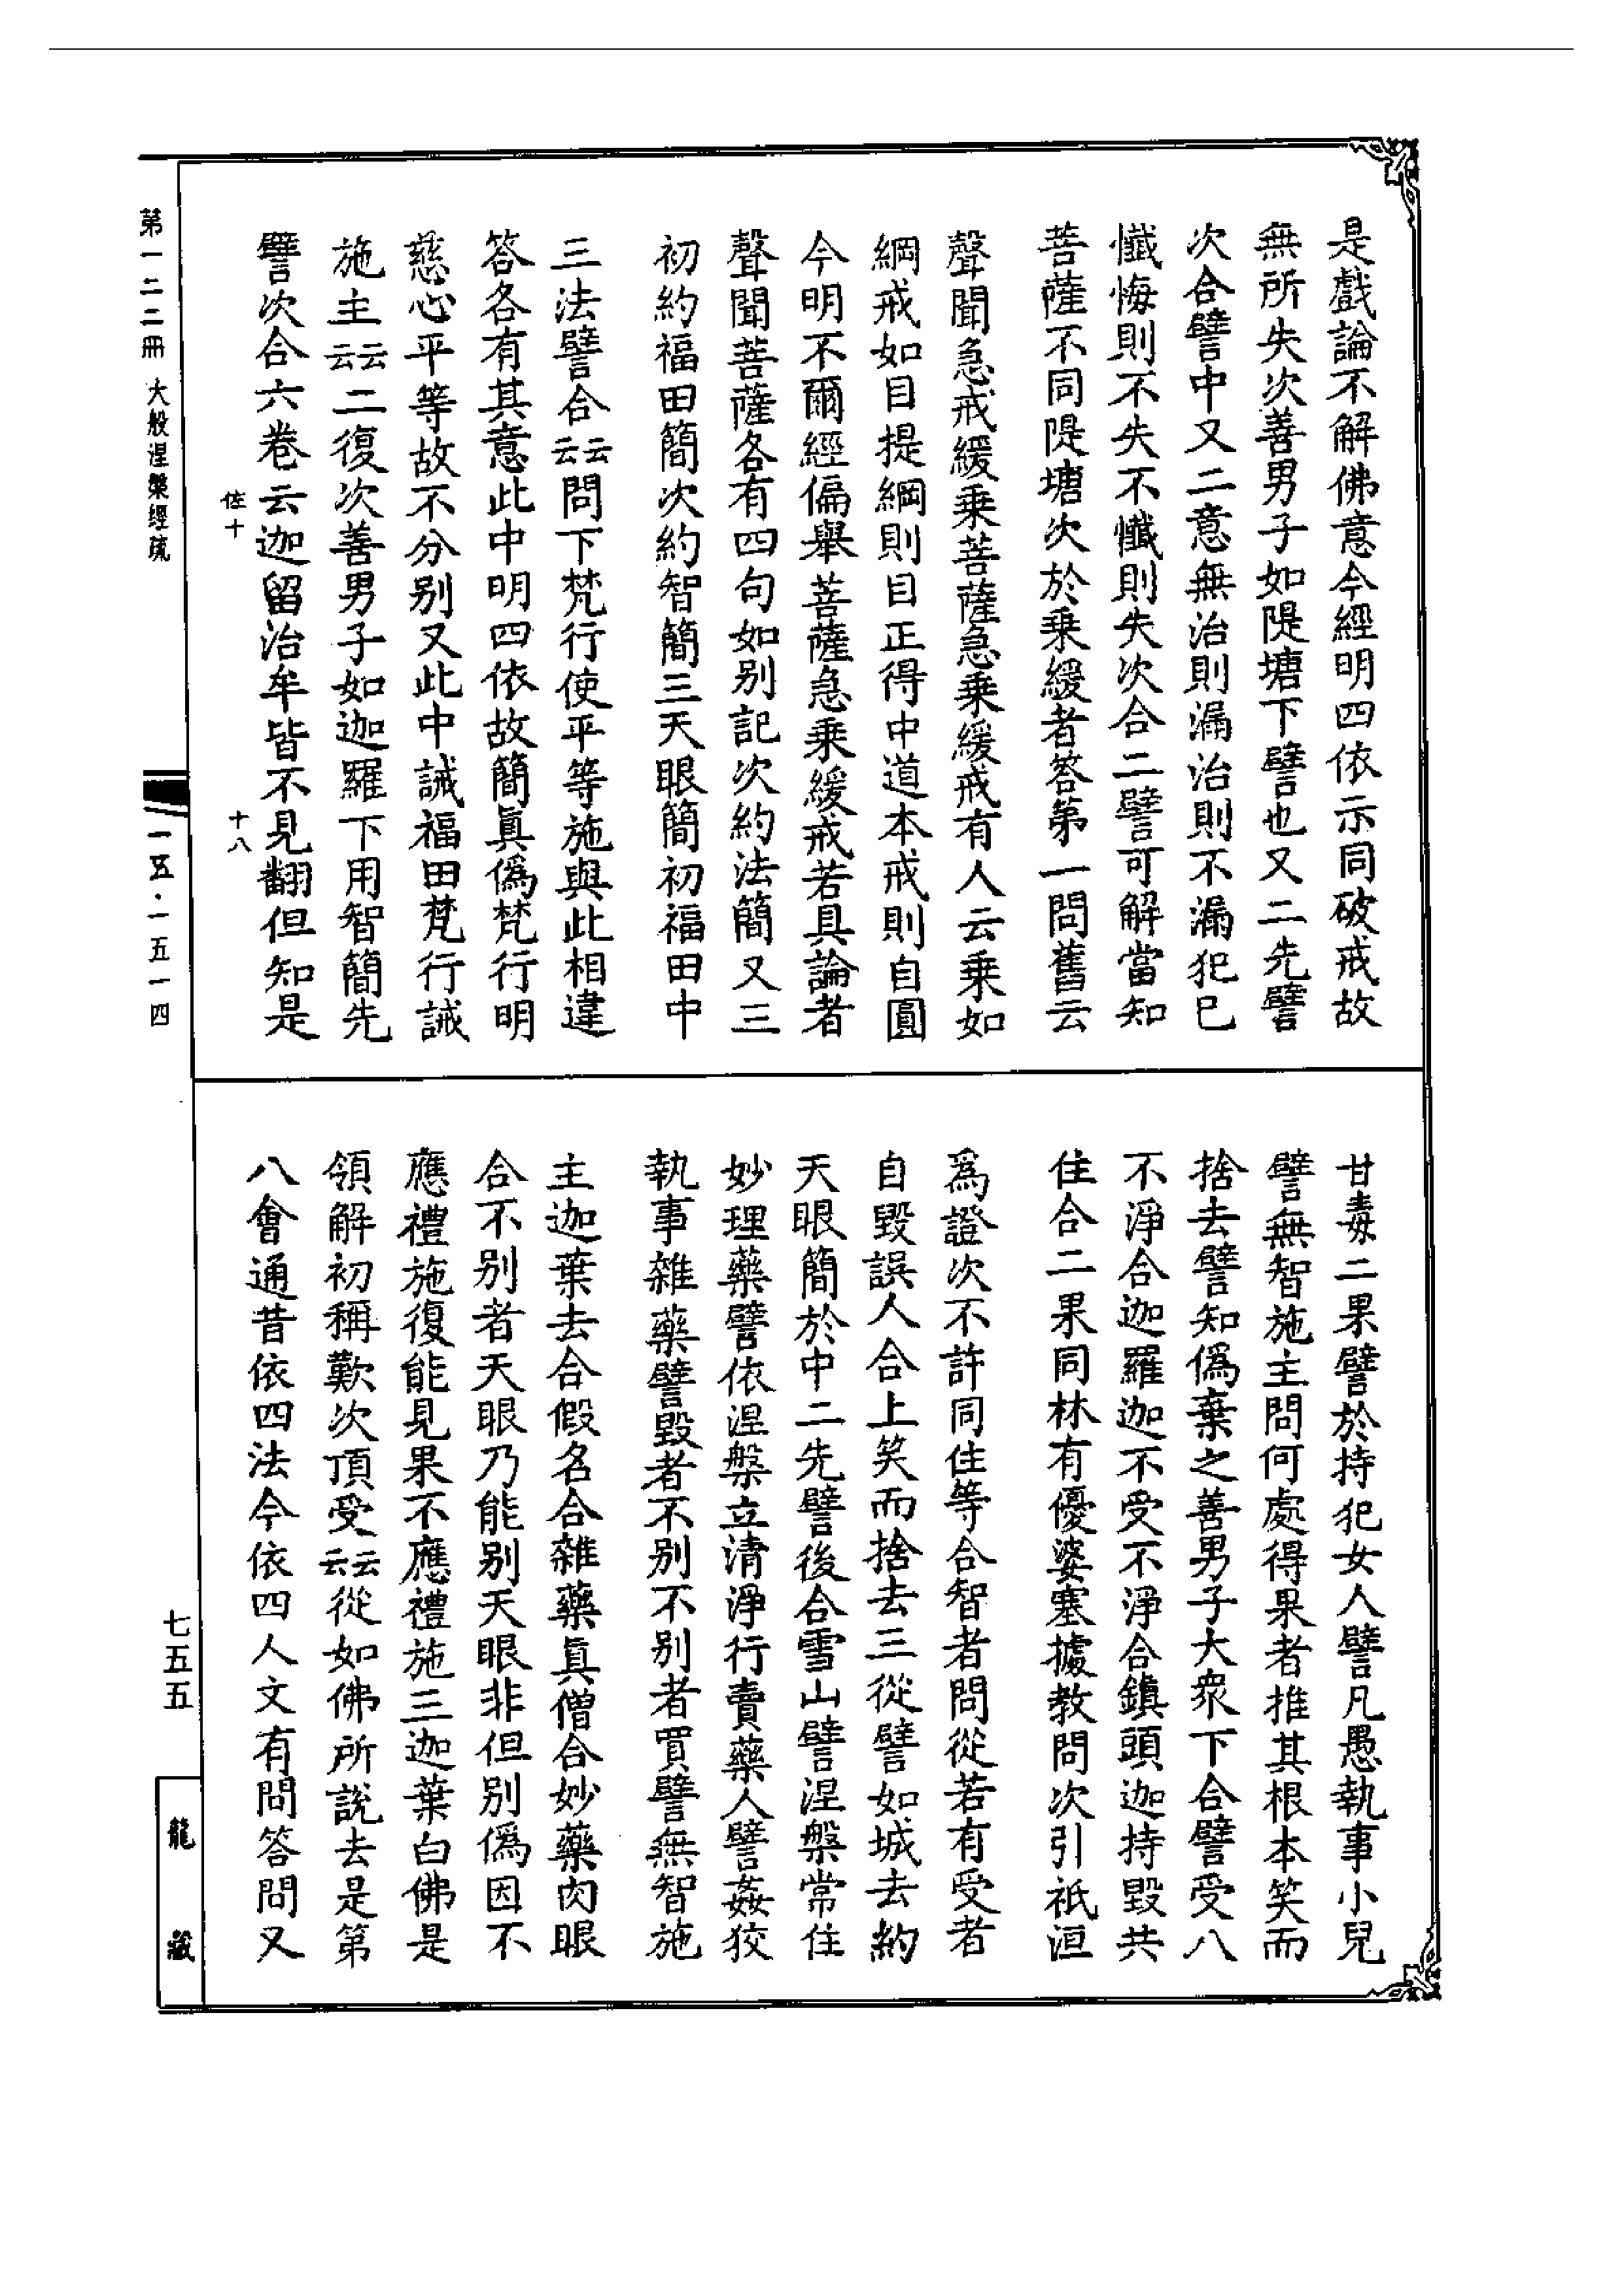 是戲論不解佛意今經明四依示同破戒故
無所失次善男子如隄塘下譬也又二先譬
次合譬中又二意無治則漏治則不漏犯已
懺悔則不失不懺則失次合二譬可解當知
菩薩不同隄塘次於乗緩者答第一問舊云
聲聞急戒緩乗菩薩急乗緩戒有人云乗如
綱戒如目提綱則目正得中道本戒則自圓
今明不爾經偏舉菩薩急乗緩戒若具論者
聲聞菩薩各有四句如别記次約法簡又三
初約福田簡次約智簡三天眼簡初福田中
三法譬合云云問下梵行使平等施與此相違
答各有其意此中明四依故簡眞僞梵行明
慈心平等故不分别又此中誡福田梵行誡
施主云云二復次善男子如迦羅下用智簡先
譬次合六卷云迦留治牟皆不見翻但知是
甘毒二果譬於持犯女人譬凡愚執事小兒
譬無智施主問何處得果者推其根本笑而
捨去譬知僞棄之善男子大衆下合譬受八
不淨合迦羅迦不受不淨合鎮頭迦持毀共
住合二果同林有優婆塞據教問次引祇洹
爲證次不許同住等合智者問從若有受者
自毀誤人合上笑而捨去三從譬如城去約
天眼簡於中二先譬後合雪山譬涅槃常住
妙理藥譬依涅槃立清淨行賣藥人譬姦狡
執事雜藥譬毀者不别不别者買譬無智施
主迦葉去合假名合雜藥眞僧合妙藥肉眼
合不别者天眼乃能别天眼非但别僞因不
應禮施復能見果不應禮施三迦葉白佛是
領解初稱歎次頂受云云從如佛所說去是第
八會通昔依四法今依四人文有問答問又
佐十
十八
第一二二冊 大般涅槃經疏
一五·一五一四
七五五
龍藏